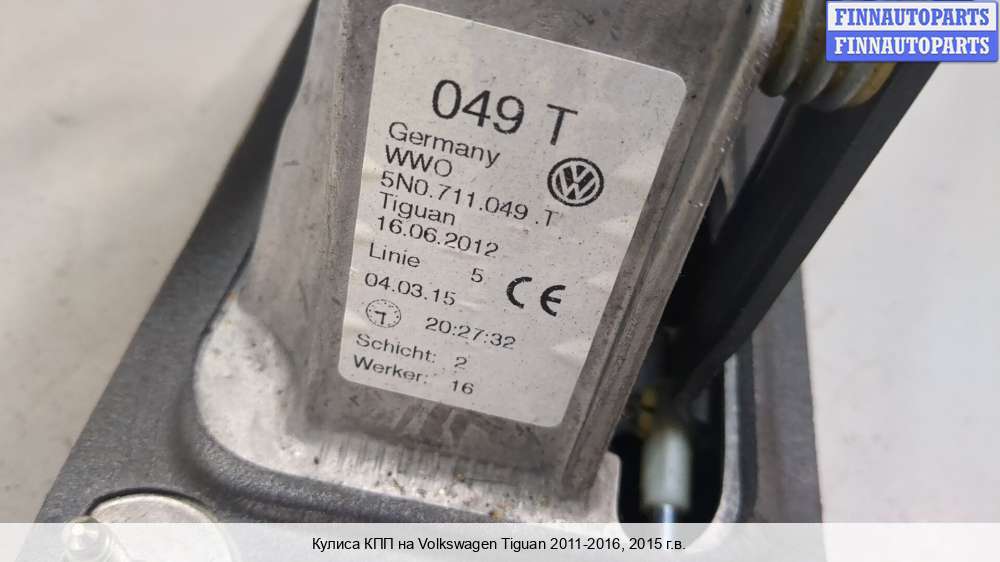 FINNAUTOPARTS
FINNAUTOPARTS
049 T
Germany
WWO
5N0.711.049 .T
Tiguan
16.06.2012
Linie 5
CE
04.03.15
20:27:32
Schicht: 2
Werker: 16
Кулиса КПП на Volkswagen Tiguan 2011-2016, 2015 г.в.